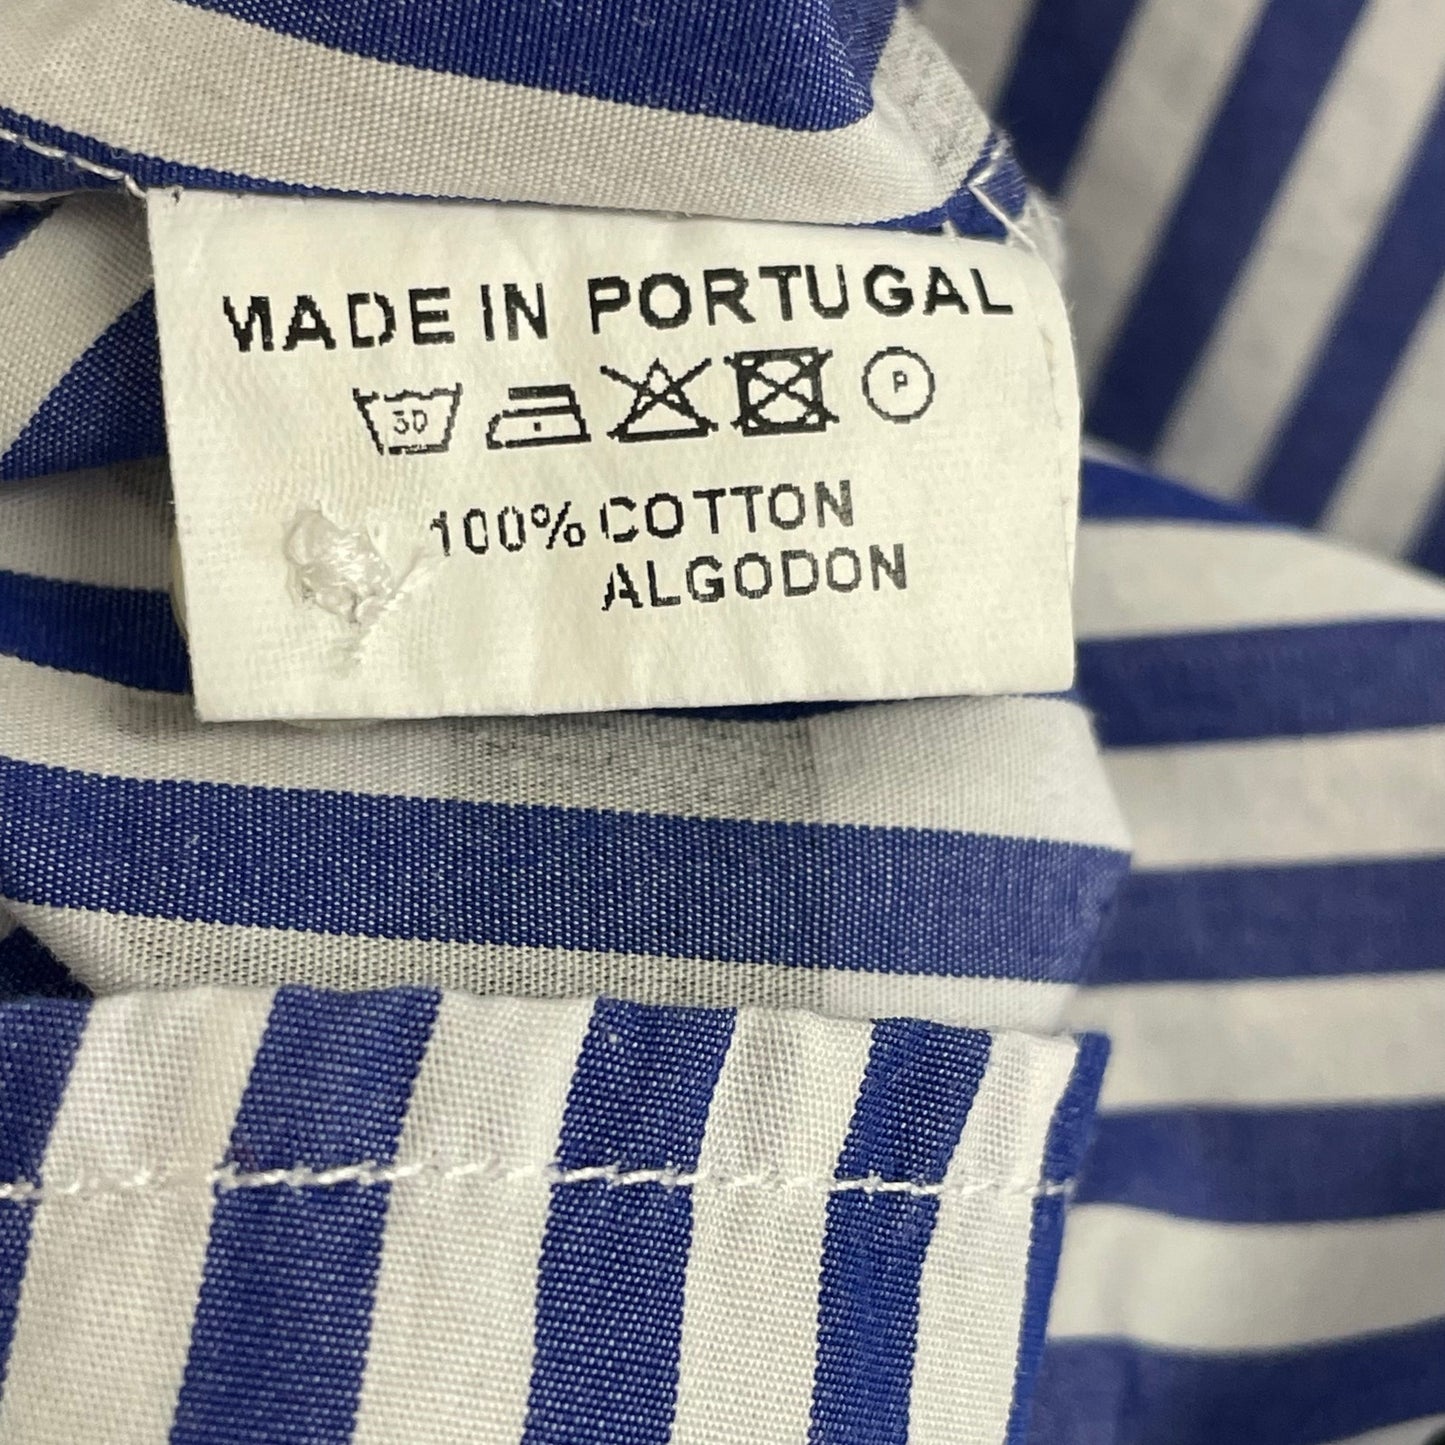 MADE IN PORTUGAL
30 P
100% COTTON
ALGODON